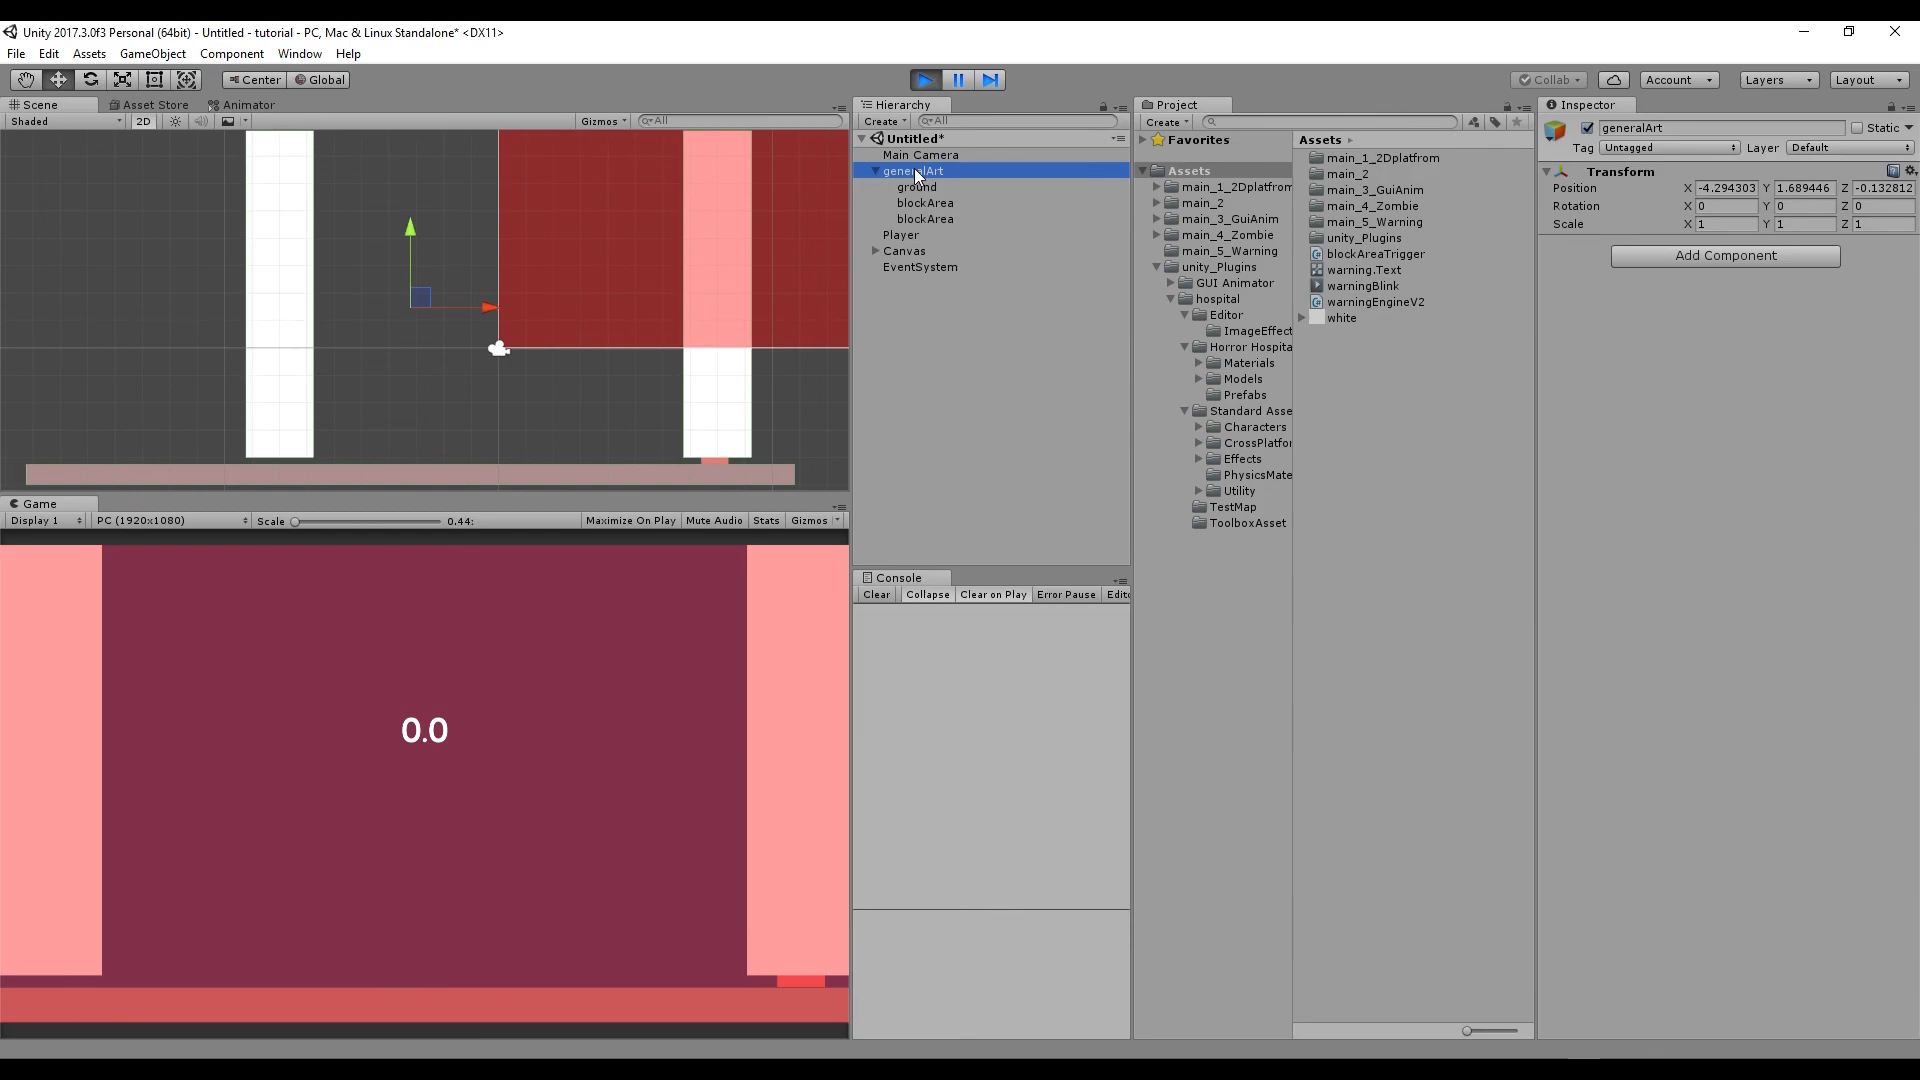 Unity 2017.3.0f3 Personal (64bit) - Untitled - tutorial - PC, Mac & Linux Standalone* <DX11>
File Edit Assets GameObject Component Window Help
Center Global Collab Account Layers Layout
Scene Asset Store Animator
Shaded 2D Gizmos All
Game
Display 1 PC (1920x1080) Scale 0.44: Maximize On Play Mute Audio Stats Gizmos
0.0
Hierarchy
Create All
Untitled*
Main Camera
generalArt
ground
blockArea
blockArea
Player
Canvas
EventSystem
Console
Clear Collapse Clear on Play Error Pause Edito
Project
Create
Favorites
Assets
main_1_2Dplatfrom
main_2
main_3_GuiAnim
main_4_Zombie
main_5_Warning
unity_Plugins
GUI Animator
hospital
Editor
ImageEffect
Horror Hospita
Materials
Models
Prefabs
Standard Asse
Characters
CrossPlatfor
Effects
PhysicsMate
Utility
TestMap
ToolboxAsset
Assets
main_1_2Dplatfrom
main_2
main_3_GuiAnim
main_4_Zombie
main_5_Warning
unity_Plugins
blockAreaTrigger
warning.Text
warningBlink
warningEngineV2
white
Inspector
generalArt Static
Tag Untagged Layer Default
Transform
Position X -4.294303 Y 1.689446 Z -0.132812
Rotation X 0 Y 0 Z 0
Scale X 1 Y 1 Z 1
Add Component